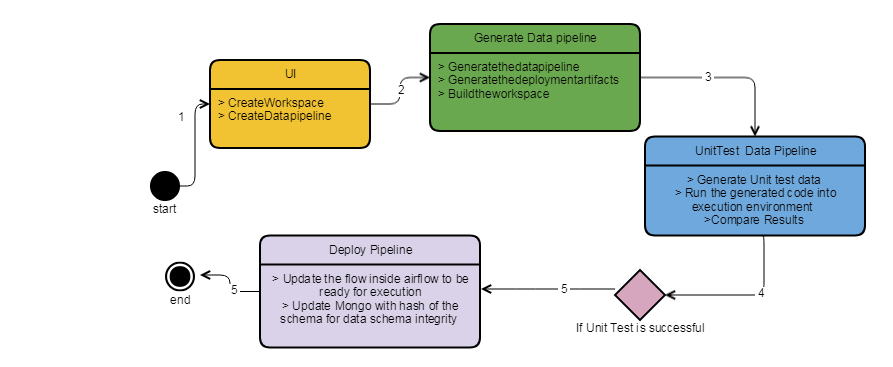 Generate Data pipeline
> Generatethedatapipeline
> Generatethedeploymentartifacts
> Buildtheworkspace
UI
> CreateWorkspace
> CreateDatapipeline
1
2
3
start
UnitTest Data Pipeline
> Generate Unit test data
> Run the generated code into
execution environment
>Compare Results
4
If Unit Test is successful
5
Deploy Pipeline
> Update the flow inside airflow to be
ready for execution
> Update Mongo with hash of the
schema for data schema integrity
5
end